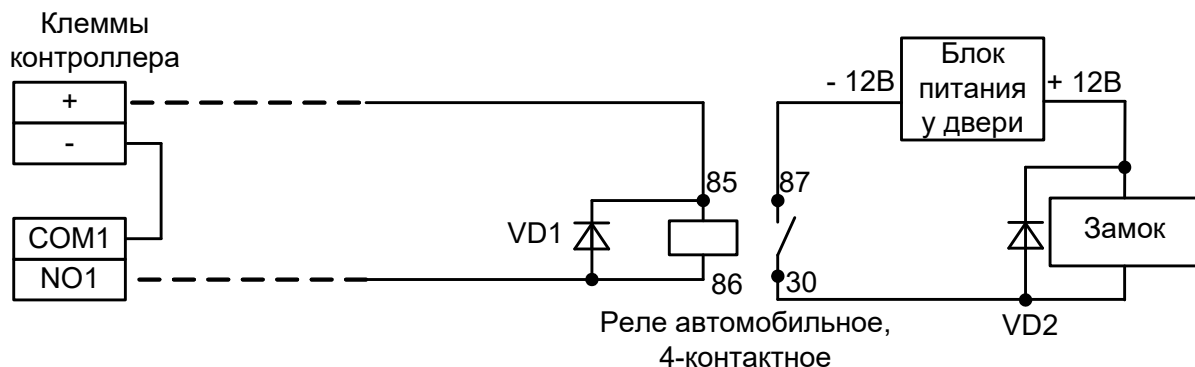 Клеммы
контроллера
+
-
COM1
NO1
VD1
85
86
87
30
Реле автомобильное,
4-контактное
- 12В
Блок
питания
у двери
+ 12В
Замок
VD2